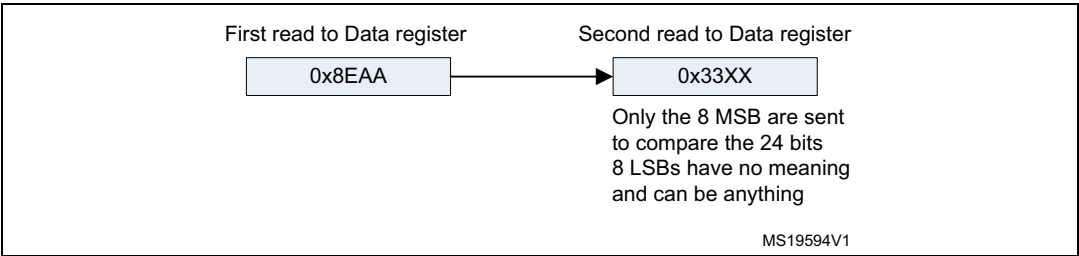 First read to Data register
Second read to Data register
0x8EAA
0x33XX
Only the 8 MSB are sent
to compare the 24 bits
8 LSBs have no meaning
and can be anything
MS19594V1